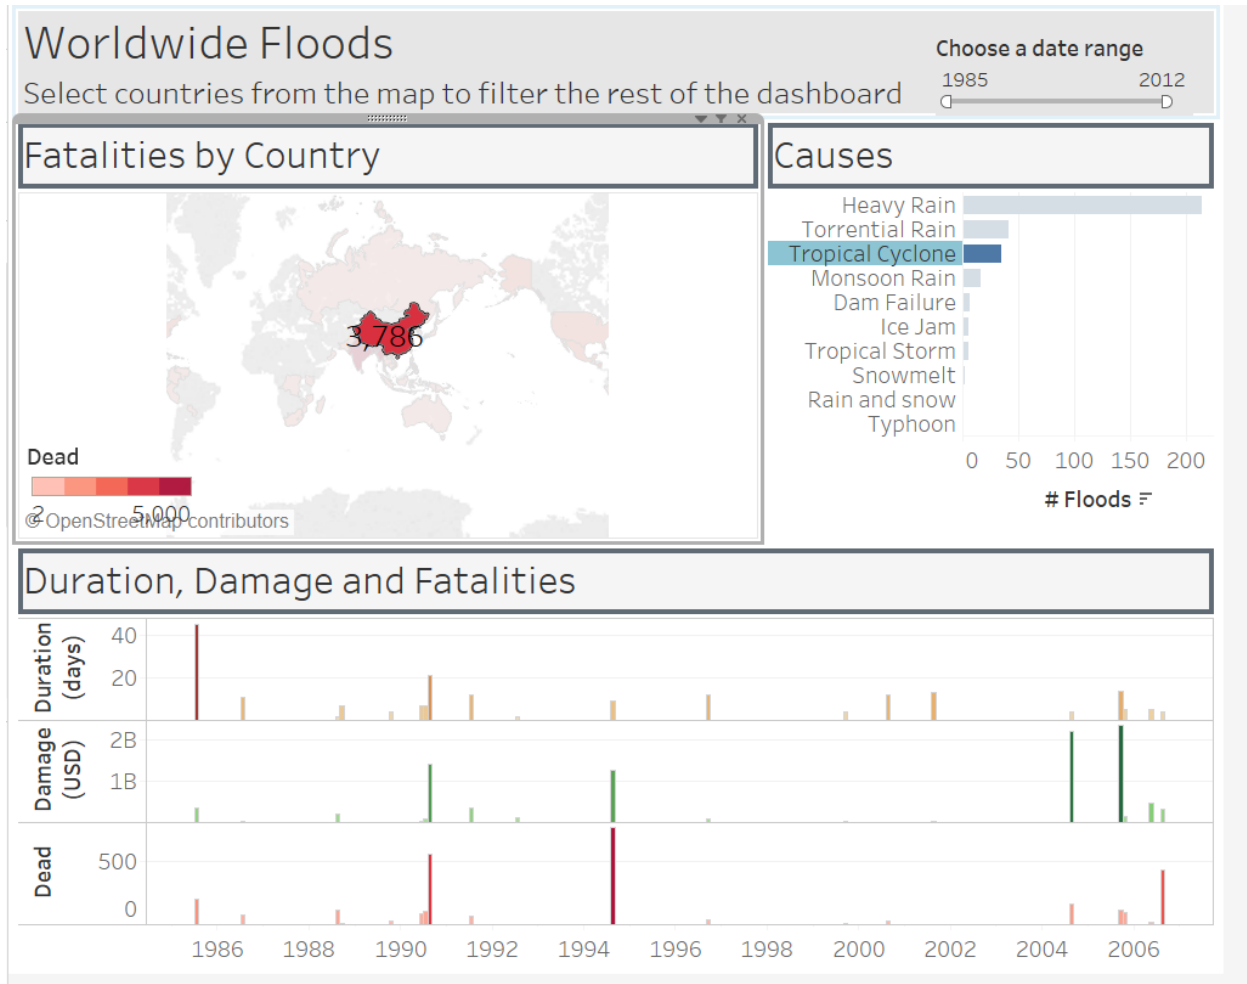 Worldwide Floods
Select countries from the map to filter the rest of the dashboard
Choose a date range
1985 2012
Fatalities by Country
3,786
Dead
2 5,000
© OpenStreetMap contributors
Causes
Heavy Rain
Torrential Rain
Tropical Cyclone
Monsoon Rain
Dam Failure
Ice Jam
Tropical Storm
Snowmelt
Rain and snow
Typhoon
0 50 100 150 200
# Floods
Duration, Damage and Fatalities
Duration
(days)
40
20
Damage
(USD)
2B
1B
Dead
500
0
1986 1988 1990 1992 1994 1996 1998 2000 2002 2004 2006